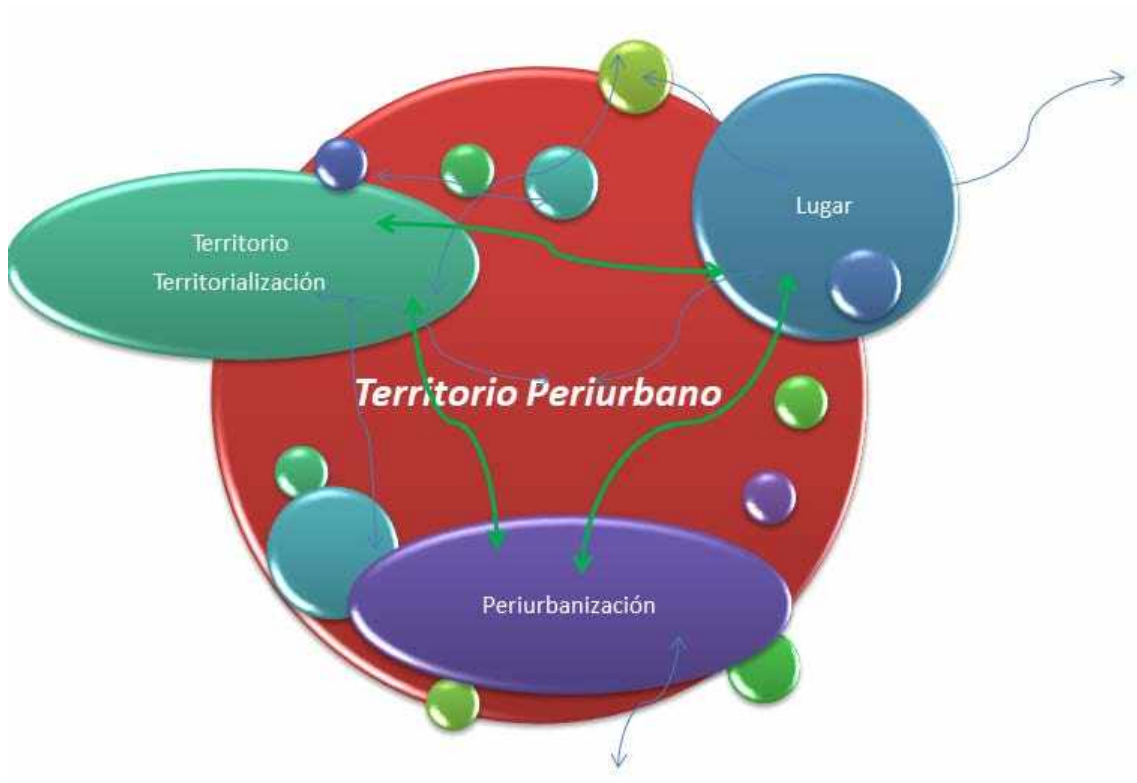 Lugar
Territorio
Territorialización
Territorio Periurbano
Periurbanización